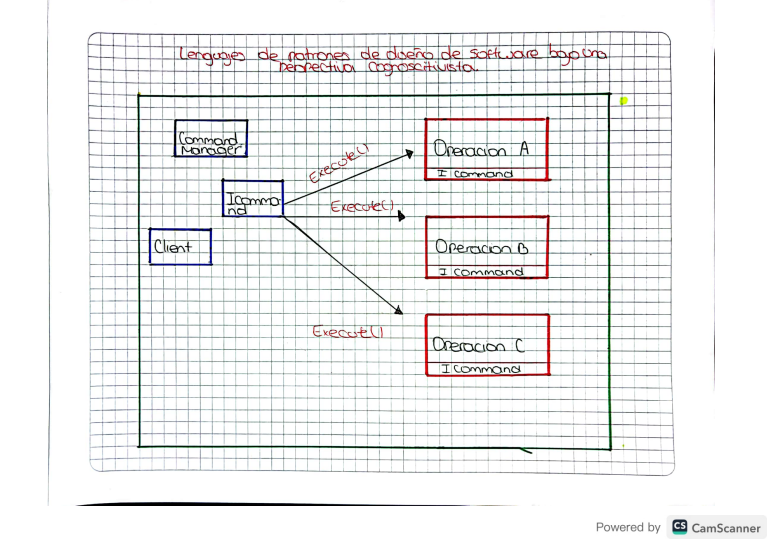 Lenguajes de patrones de diseño de software bajo una
perspectiva cognoscitivista.
Command
Manager
Icomma
nd
Client
Execute()
Execute()
Execute()
Operacion A
I command
Operacion B
I command
Operacion C
I command
Powered by CS CamScanner